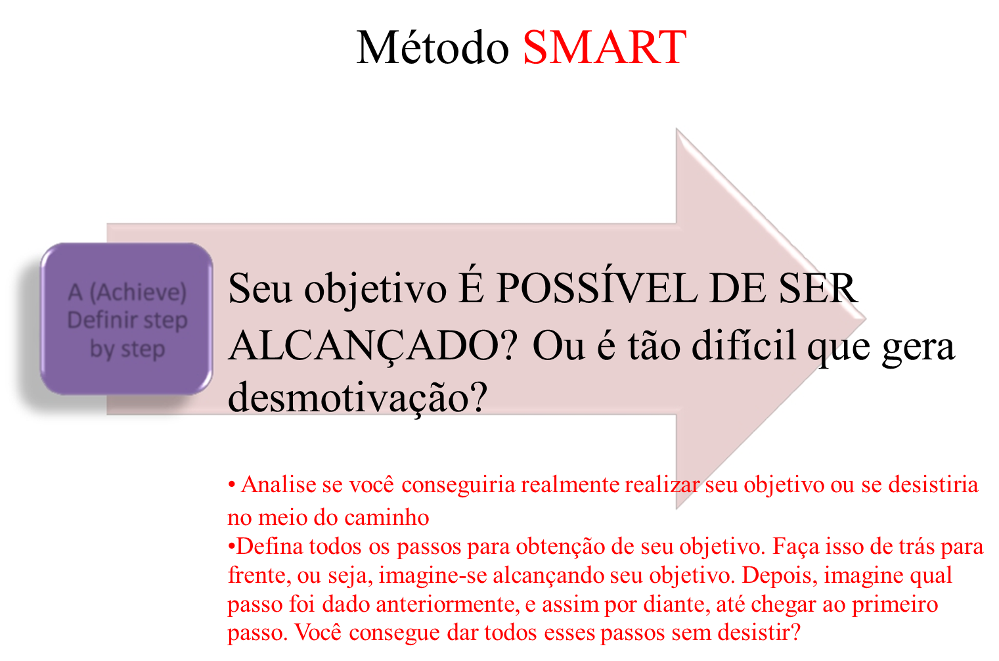 Método SMART
A (Achieve)
Definir step
by step
Seu objetivo É POSSÍVEL DE SER
ALCANÇADO? Ou é tão difícil que gera
desmotivação?
• Analise se você conseguiria realmente realizar seu objetivo ou se desistiria
no meio do caminho
•Defina todos os passos para obtenção de seu objetivo. Faça isso de trás para
frente, ou seja, imagine-se alcançando seu objetivo. Depois, imagine qual
passo foi dado anteriormente, e assim por diante, até chegar ao primeiro
passo. Você consegue dar todos esses passos sem desistir?